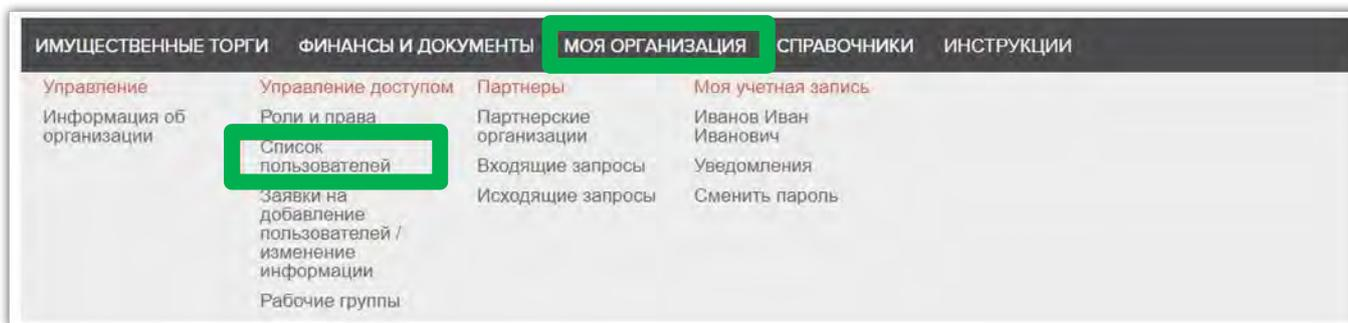 ИМУЩЕСТВЕННЫЕ ТОРГИ ФИНАНСЫ И ДОКУМЕНТЫ МОЯ ОРГАНИЗАЦИЯ СПРАВОЧНИКИ ИНСТРУКЦИИ
Управление
Информация об
организации
Управление доступом
Роли и права
Список
пользователей
Заявки на
добавление
пользователей /
изменение
информации
Рабочие группы
Партнеры
Партнерские
организации
Входящие запросы
Исходящие запросы
Моя учетная запись
Иванов Иван
Иванович
Уведомления
Сменить пароль